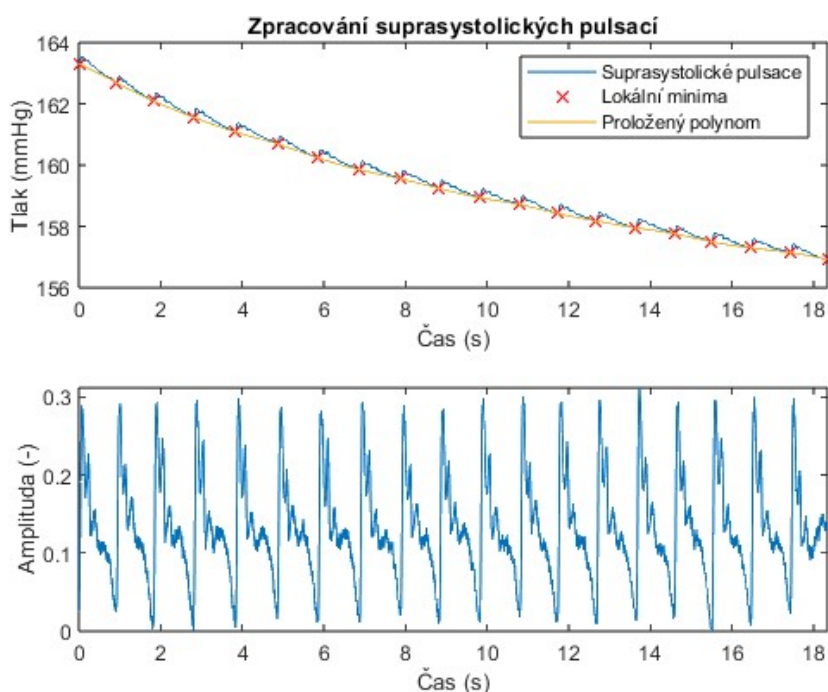 Zpracování suprasystolických pulsací
164
162
160
158
156
Tlak (mmHg)
Suprasystolické pulsace
Lokální minima
Proložený polynom
0 2 4 6 8 10 12 14 16 18
Čas (s)
0.3
0.2
0.1
0
Amplituda (-)
0 2 4 6 8 10 12 14 16 18
Čas (s)